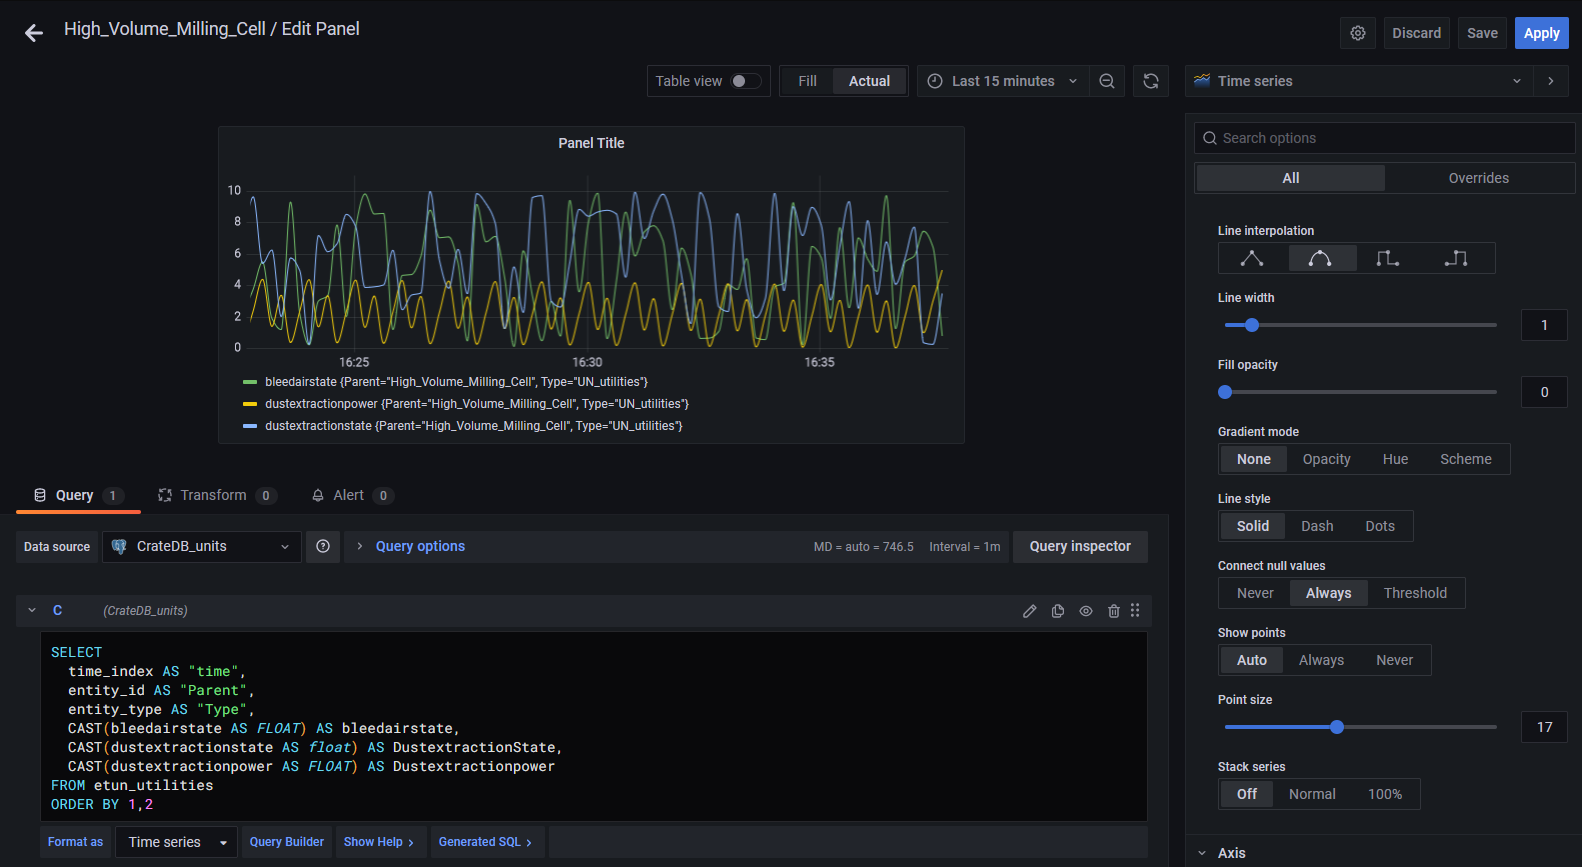 High_Volume_Milling_Cell / Edit Panel
Discard
Save
Apply
Table view
Fill
Actual
Last 15 minutes
Time series
Panel Title
10
8
6
4
2
0
16:25
16:30
16:35
bleedairstate {Parent="High_Volume_Milling_Cell", Type="UN_utilities"}
dustextractionpower {Parent="High_Volume_Milling_Cell", Type="UN_utilities"}
dustextractionstate {Parent="High_Volume_Milling_Cell", Type="UN_utilities"}
Query 1
Transform 0
Alert 0
Data source
CrateDB_units
Query options
MD = auto = 746.5
Interval = 1m
Query inspector
C
(CrateDB_units)
SELECT
time_index AS "time",
entity_id AS "Parent",
entity_type AS "Type",
CAST(bleedairstate AS FLOAT) AS bleedairstate,
CAST(dustextractionstate AS float) AS DustextractionState,
CAST(dustextractionpower AS FLOAT) AS Dustextractionpower
FROM etun_utilities
ORDER BY 1,2
Format as
Time series
Query Builder
Show Help
Generated SQL
Search options
All
Overrides
Line interpolation
Line width
1
Fill opacity
0
Gradient mode
None
Opacity
Hue
Scheme
Line style
Solid
Dash
Dots
Connect null values
Never
Always
Threshold
Show points
Auto
Always
Never
Point size
17
Stack series
Off
Normal
100%
Axis